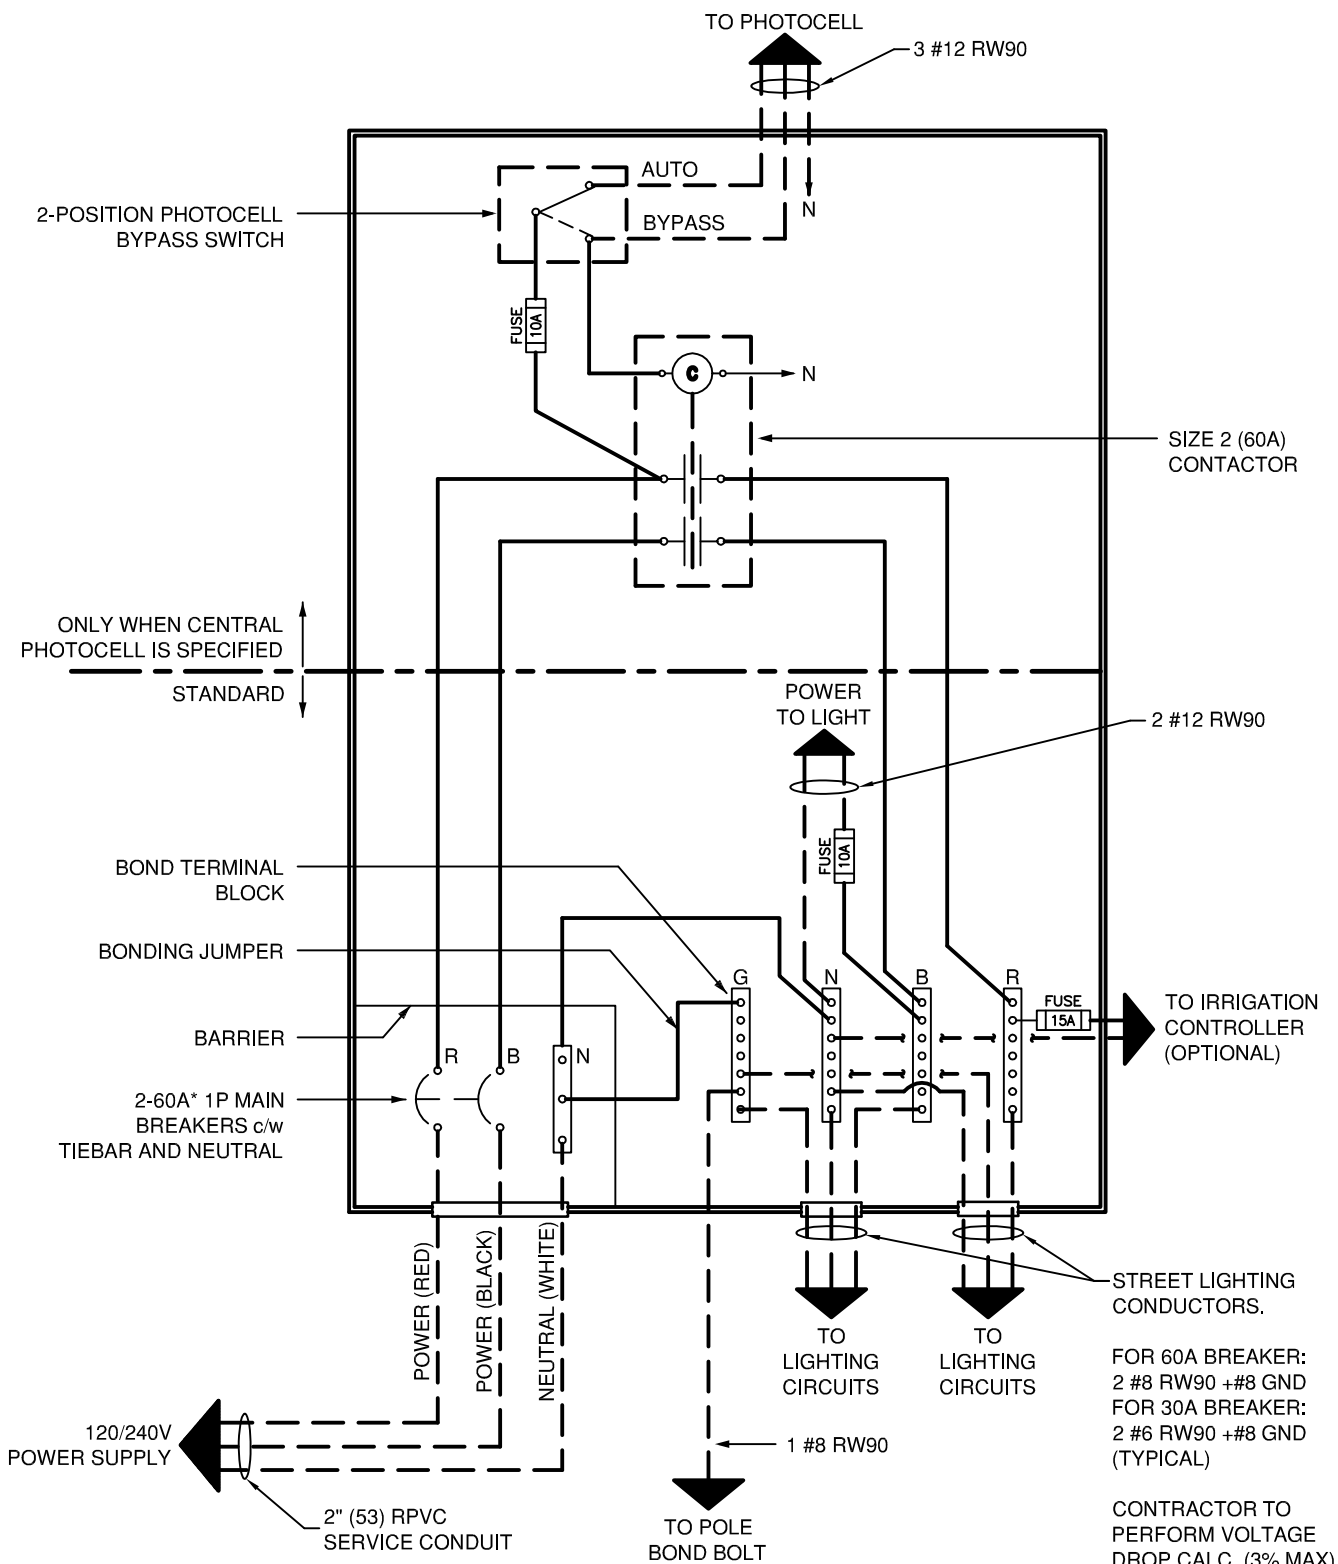 TO PHOTOCELL
3 #12 RW90
AUTO
N
2-POSITION PHOTOCELL
BYPASS SWITCH
BYPASS
FUSE
10A
C
N
SIZE 2 (60A)
CONTACTOR
ONLY WHEN CENTRAL
PHOTOCELL IS SPECIFIED
STANDARD
POWER
TO LIGHT
2 #12 RW90
FUSE
10A
BOND TERMINAL
BLOCK
BONDING JUMPER
G
N
B
R
FUSE
15A
TO IRRIGATION
CONTROLLER
(OPTIONAL)
BARRIER
R
B
N
2-60A* 1P MAIN
BREAKERS c/w
TIEBAR AND NEUTRAL
POWER (RED)
POWER (BLACK)
NEUTRAL (WHITE)
STREET LIGHTING
CONDUCTORS.
TO
LIGHTING
CIRCUITS
TO
LIGHTING
CIRCUITS
FOR 60A BREAKER:
2 #8 RW90 +#8 GND
FOR 30A BREAKER:
2 #6 RW90 +#8 GND
(TYPICAL)
120/240V
POWER SUPPLY
1 #8 RW90
2" (53) RPVC
SERVICE CONDUIT
TO POLE
BOND BOLT
CONTRACTOR TO
PERFORM VOLTAGE
DROP CALC. (3% MAX)